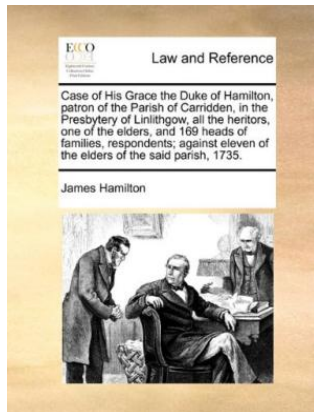 ECCO
Law and Reference
Case of His Grace the Duke of Hamilton,
patron of the Parish of Carridden, in the
Presbytery of Linlithgow, all the heritors,
one of the elders, and 169 heads of
families, respondents; against eleven of
the elders of the said parish, 1735.
James Hamilton